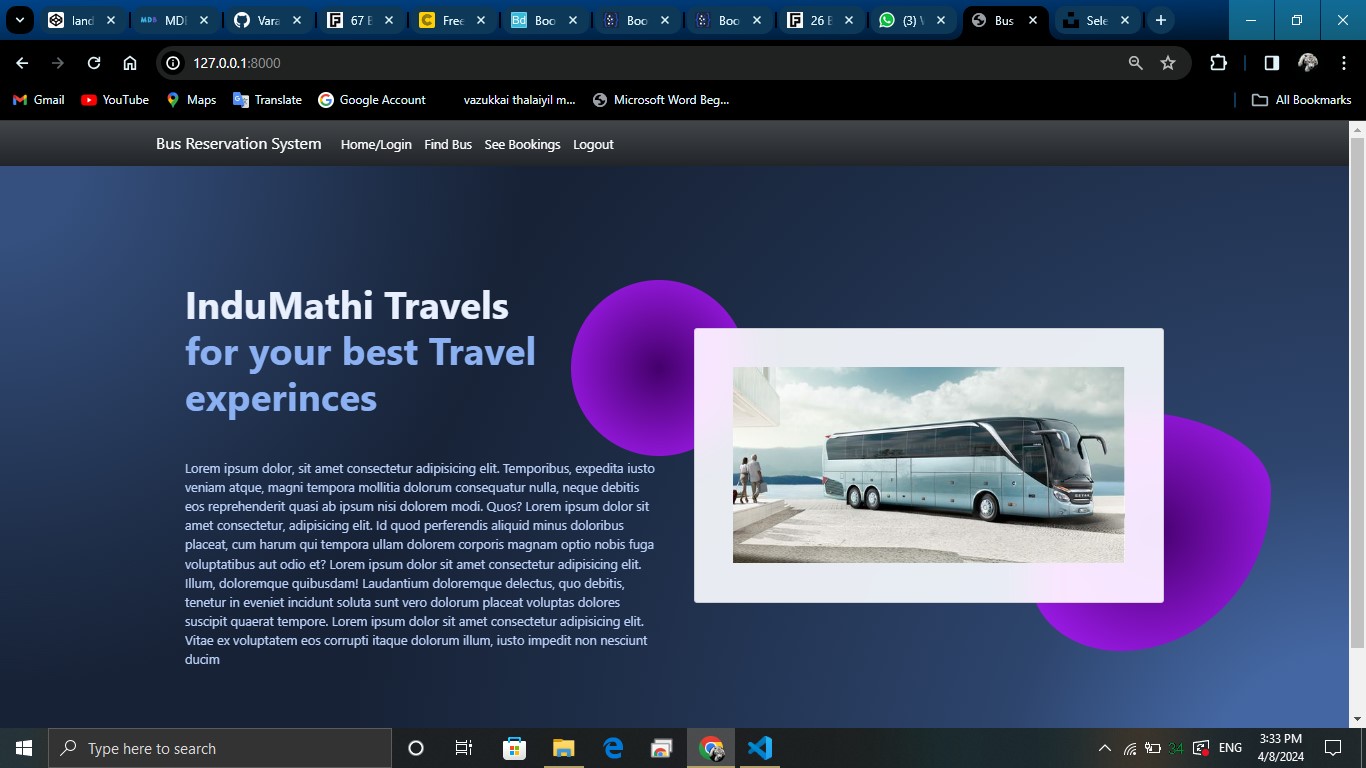 land
MDI
Vara
67 E
Free
Bd Boo
Boo
Boo
26 E
(3) V
Bus
Sele
127.0.0.1:8000
Gmail
YouTube
Maps
Translate
Google Account
vazukkai thalaiyil m...
Microsoft Word Beg...
All Bookmarks
Bus Reservation System
Home/Login
Find Bus
See Bookings
Logout
InduMathi Travels
for your best Travel
experinces
Lorem ipsum dolor, sit amet consectetur adipisicing elit. Temporibus, expedita iusto
veniam atque, magni tempora mollitia dolorum consequatur nulla, neque debitis
eos reprehenderit quasi ab ipsum nisi dolorem modi. Quos? Lorem ipsum dolor sit
amet consectetur, adipisicing elit. Id quod perferendis aliquid minus doloribus
placeat, cum harum qui tempora ullam dolorem corporis magnam optio nobis fuga
voluptatibus aut odio et? Lorem ipsum dolor sit amet consectetur adipisicing elit.
Illum, doloremque quibusdam! Laudantium doloremque delectus, quo debitis,
tenetur in eveniet incidunt soluta sunt vero dolorum placeat voluptas dolores
suscipit quaerat tempore. Lorem ipsum dolor sit amet consectetur adipisicing elit.
Vitae ex voluptatem eos corrupti itaque dolorum illum, iusto impedit non nesciunt
ducim
Type here to search
34
ENG
3:33 PM
4/8/2024